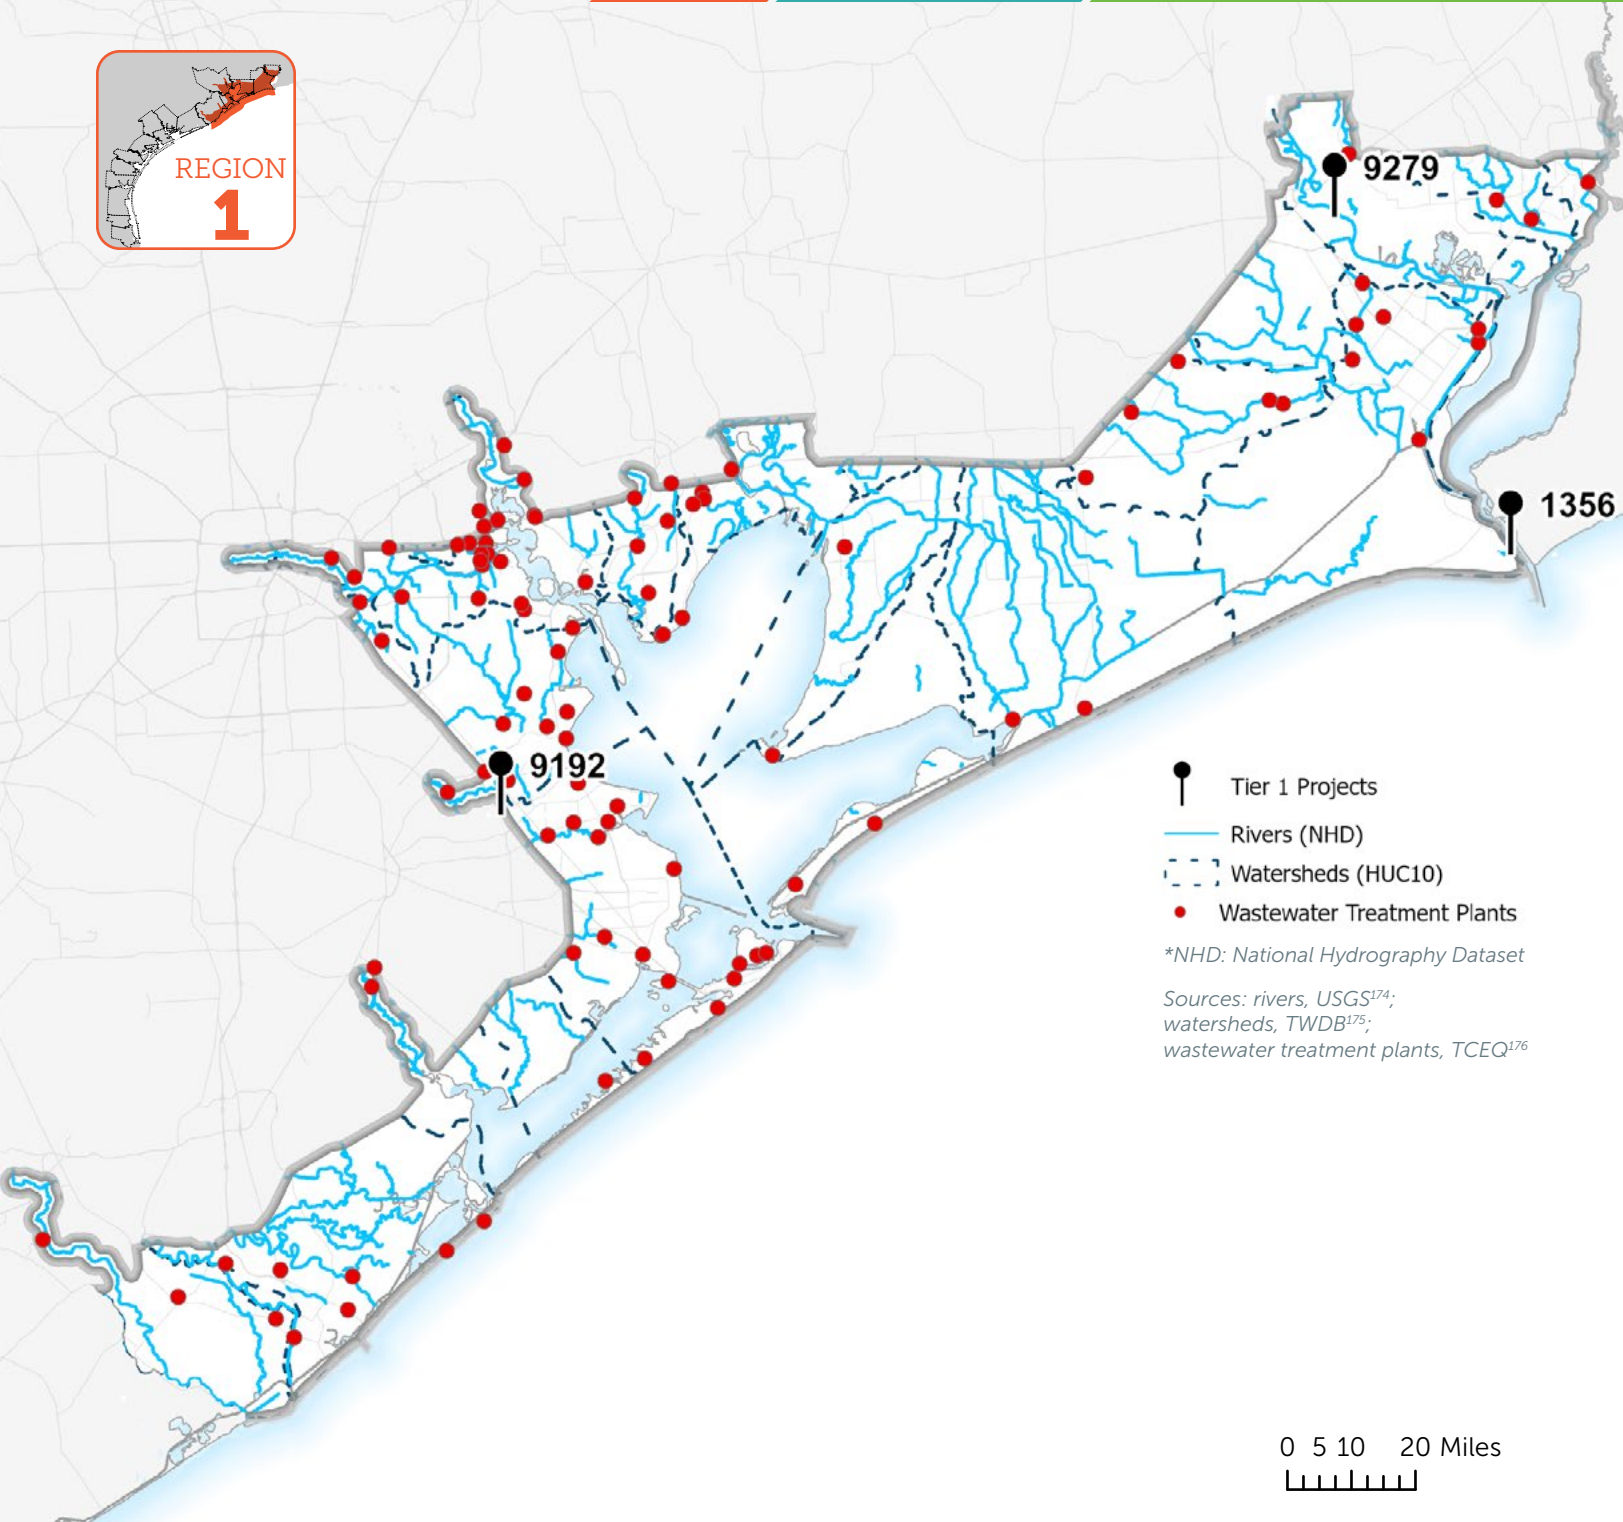 REGION
1
9279
1356
9192
Tier 1 Projects
Rivers (NHD)
Watersheds (HUC10)
Wastewater Treatment Plants
*NHD: National Hydrography Dataset
Sources: rivers, USGS174;
watersheds, TWDB175;
wastewater treatment plants, TCEQ176
0 5 10 20 Miles